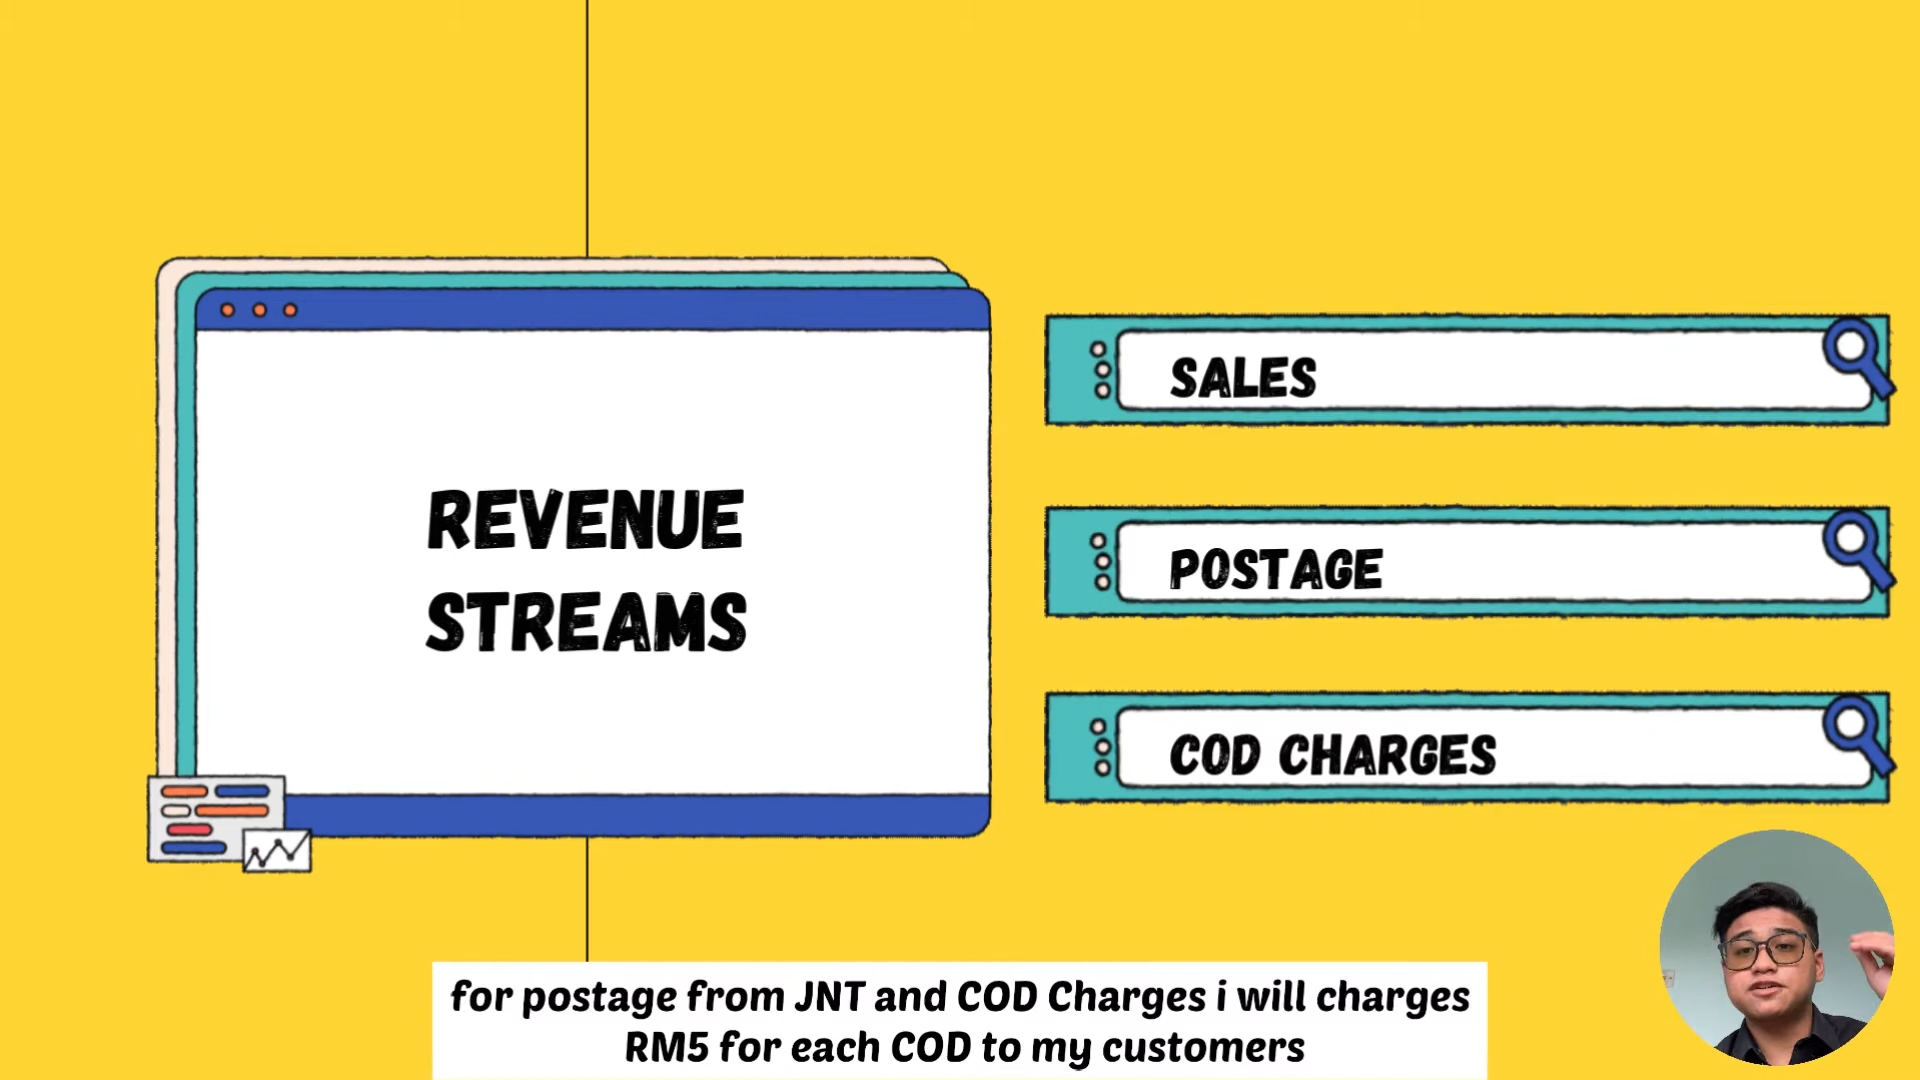 REVENUE
STREAMS
SALES
POSTAGE
COD CHARGES
for postage from JNT and COD Charges i will charges
RM5 for each COD to my customers